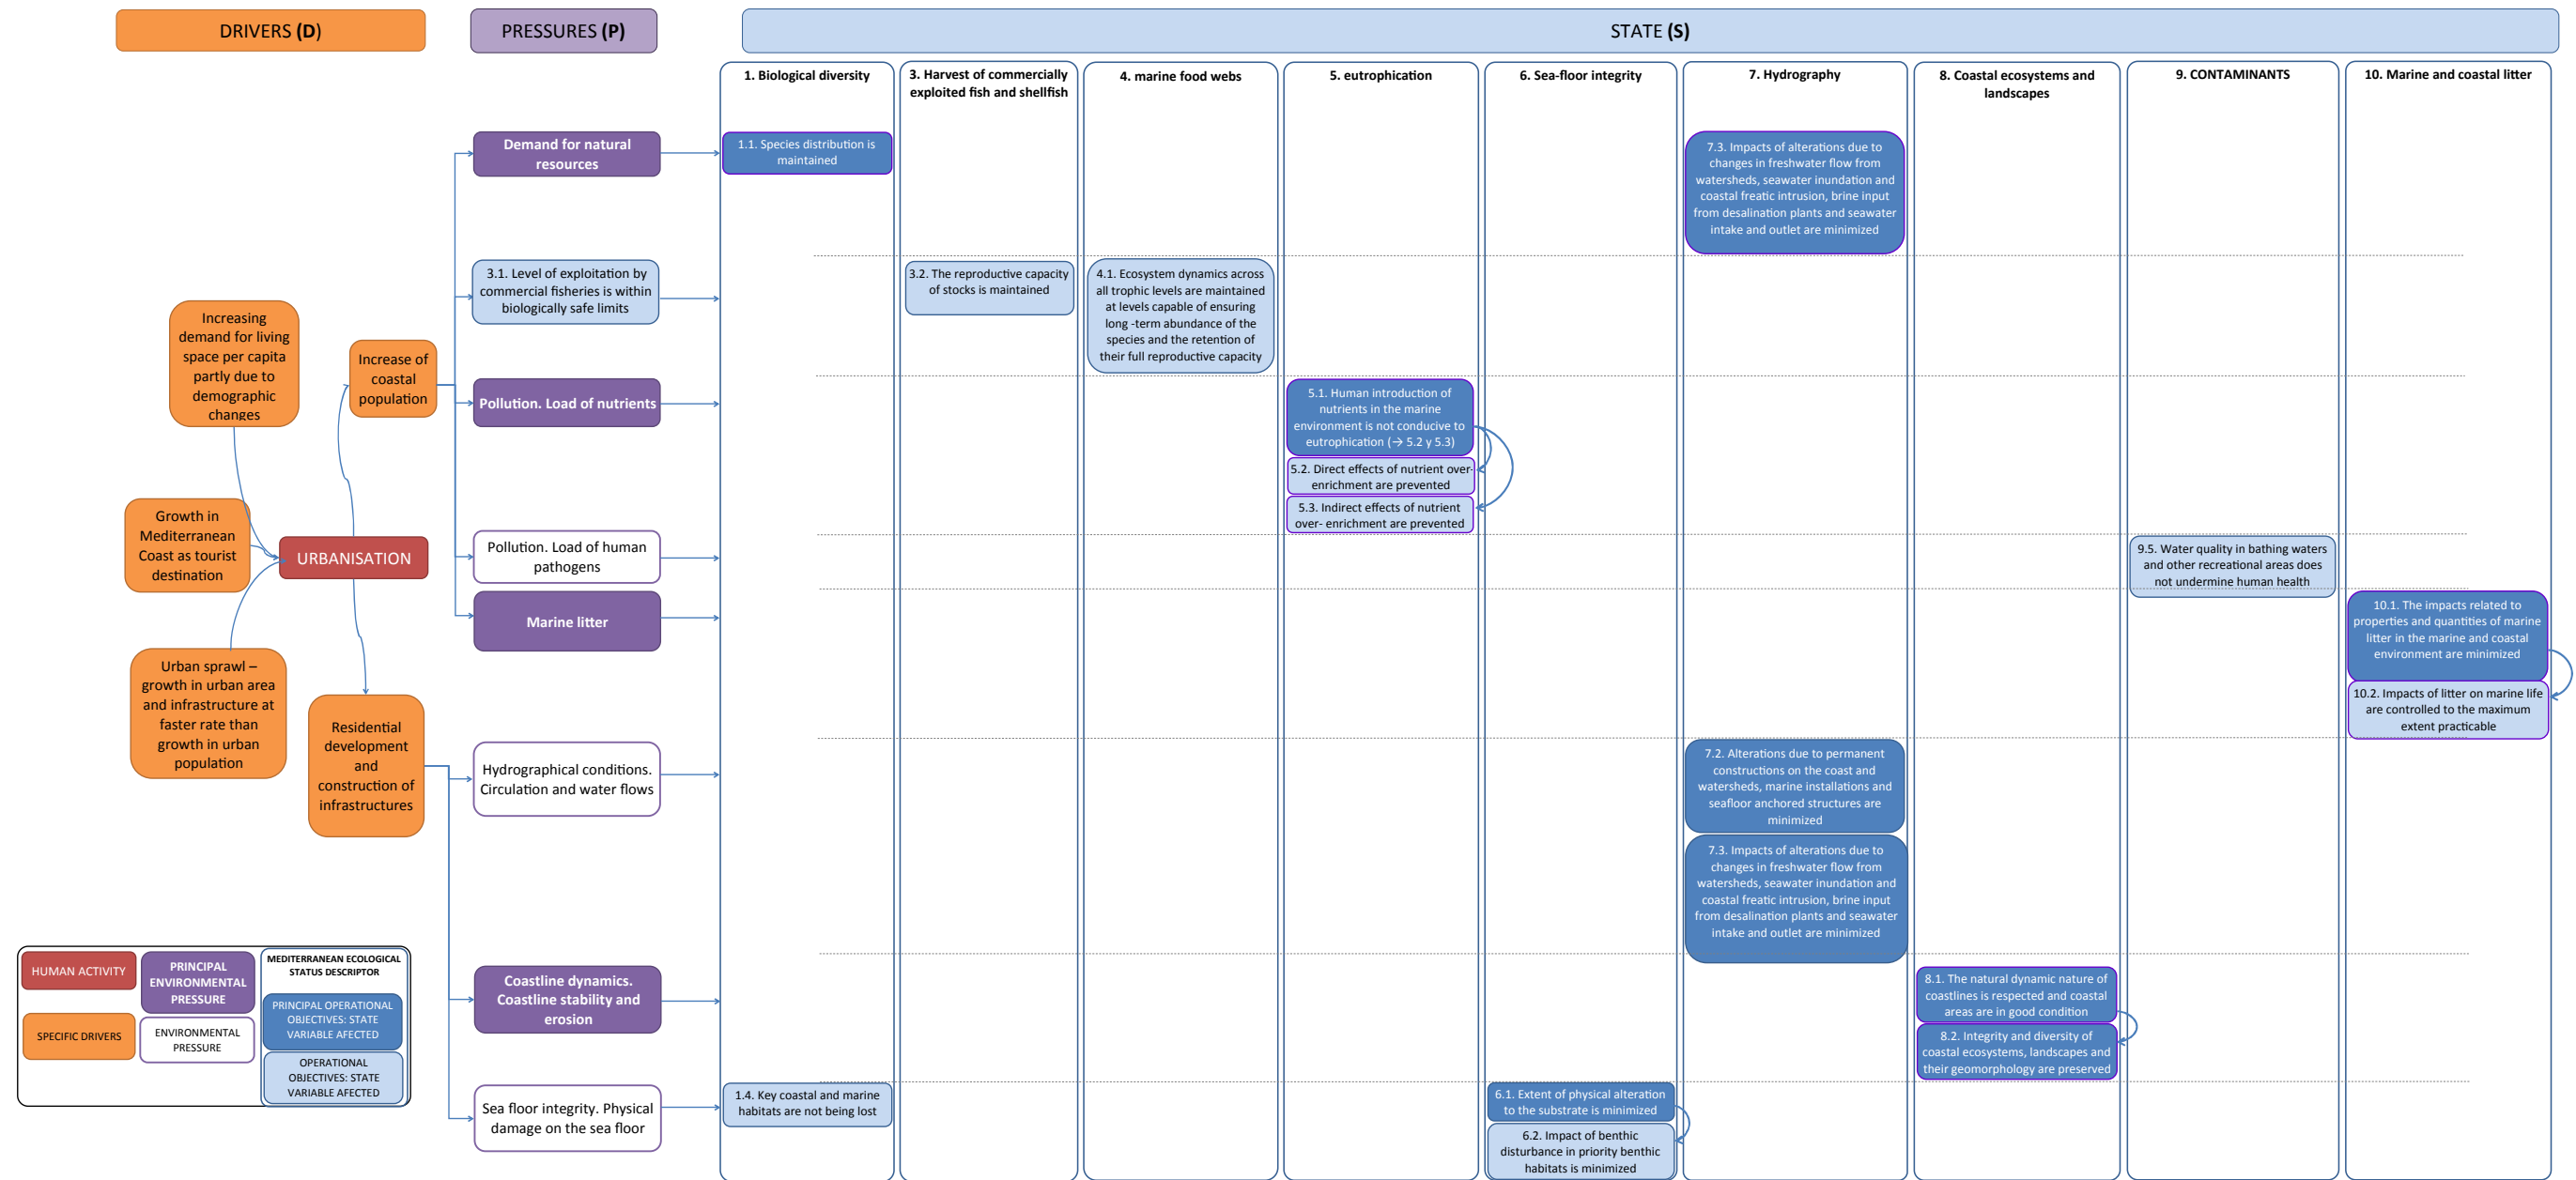 DRIVERS (D)
PRESSURES (P)
STATE (S)
1. Biological diversity
3. Harvest of commercially
exploited fish and shellfish
4. marine food webs
5. eutrophication
6. Sea-floor integrity
7. Hydrography
8. Coastal ecosystems and
landscapes
9. CONTAMINANTS
10. Marine and coastal litter
Increasing
demand for living
space per capita
partly due to
demographic
changes
Growth in
Mediterranean
Coast as tourist
destination
Urban sprawl –
growth in urban area
and infrastructure at
faster rate than
growth in urban
population
URBANISATION
Increase of
coastal
population
Residential
development
and
construction of
infrastructures
Demand for natural
resources
1.1. Species distribution is
maintained
7.3. Impacts of alterations due to
changes in freshwater flow from
watersheds, seawater inundation and
coastal freatic intrusion, brine input
from desalination plants and seawater
intake and outlet are minimized
3.1. Level of exploitation by
commercial fisheries is within
biologically safe limits
3.2. The reproductive capacity
of stocks is maintained
4.1. Ecosystem dynamics across
all trophic levels are maintained
at levels capable of ensuring
long -term abundance of the
species and the retention of
their full reproductive capacity
Pollution. Load of nutrients
5.1. Human introduction of
nutrients in the marine
environment is not conducive to
eutrophication (→ 5.2 y 5.3)
5.2. Direct effects of nutrient over-
enrichment are prevented
5.3. Indirect effects of nutrient
over- enrichment are prevented
Pollution. Load of human
pathogens
9.5. Water quality in bathing waters
and other recreational areas does
not undermine human health
Marine litter
10.1. The impacts related to
properties and quantities of marine
litter in the marine and coastal
environment are minimized
10.2. Impacts of litter on marine life
are controlled to the maximum
extent practicable
Hydrographical conditions.
Circulation and water flows
7.2. Alterations due to permanent
constructions on the coast and
watersheds, marine installations and
seafloor anchored structures are
minimized
7.3. Impacts of alterations due to
changes in freshwater flow from
watersheds, seawater inundation and
coastal freatic intrusion, brine input
from desalination plants and seawater
intake and outlet are minimized
Coastline dynamics.
Coastline stability and
erosion
8.1. The natural dynamic nature of
coastlines is respected and coastal
areas are in good condition
8.2. Integrity and diversity of
coastal ecosystems, landscapes and
their geomorphology are preserved
Sea floor integrity. Physical
damage on the sea floor
1.4. Key coastal and marine
habitats are not being lost
6.1. Extent of physical alteration
to the substrate is minimized
6.2. Impact of benthic
disturbance in priority benthic
habitats is minimized
HUMAN ACTIVITY
SPECIFIC DRIVERS
PRINCIPAL
ENVIRONMENTAL
PRESSURE
ENVIRONMENTAL
PRESSURE
MEDITERRANEAN ECOLOGICAL
STATUS DESCRIPTOR
PRINCIPAL OPERATIONAL
OBJECTIVES: STATE
VARIABLE AFECTED
OPERATIONAL
OBJECTIVES: STATE
VARIABLE AFECTED